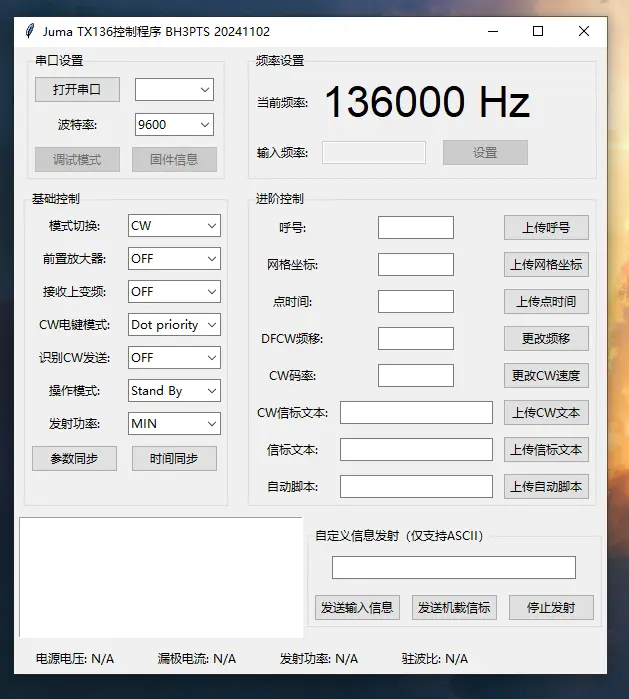 Juma TX136控制程序 BH3PTS 20241102
串口设置
打开串口
波特率: 9600
调试模式 固件信息
频率设置
当前频率: 136000 Hz
输入频率: 设置
基础控制
模式切换: CW
前置放大器: OFF
接收上变频: OFF
CW电键模式: Dot priority
识别CW发送: OFF
操作模式: Stand By
发射功率: MIN
参数同步 时间同步
进阶控制
呼号: 上传呼号
网格坐标: 上传网格坐标
点时间: 上传点时间
DFCW频移: 更改频移
CW码率: 更改CW速度
CW信标文本: 上传CW文本
信标文本: 上传信标文本
自动脚本: 上传自动脚本
自定义信息发射（仅支持ASCII）
发送输入信息 发送机载信标 停止发射
电源电压: N/A 漏极电流: N/A 发射功率: N/A 驻波比: N/A